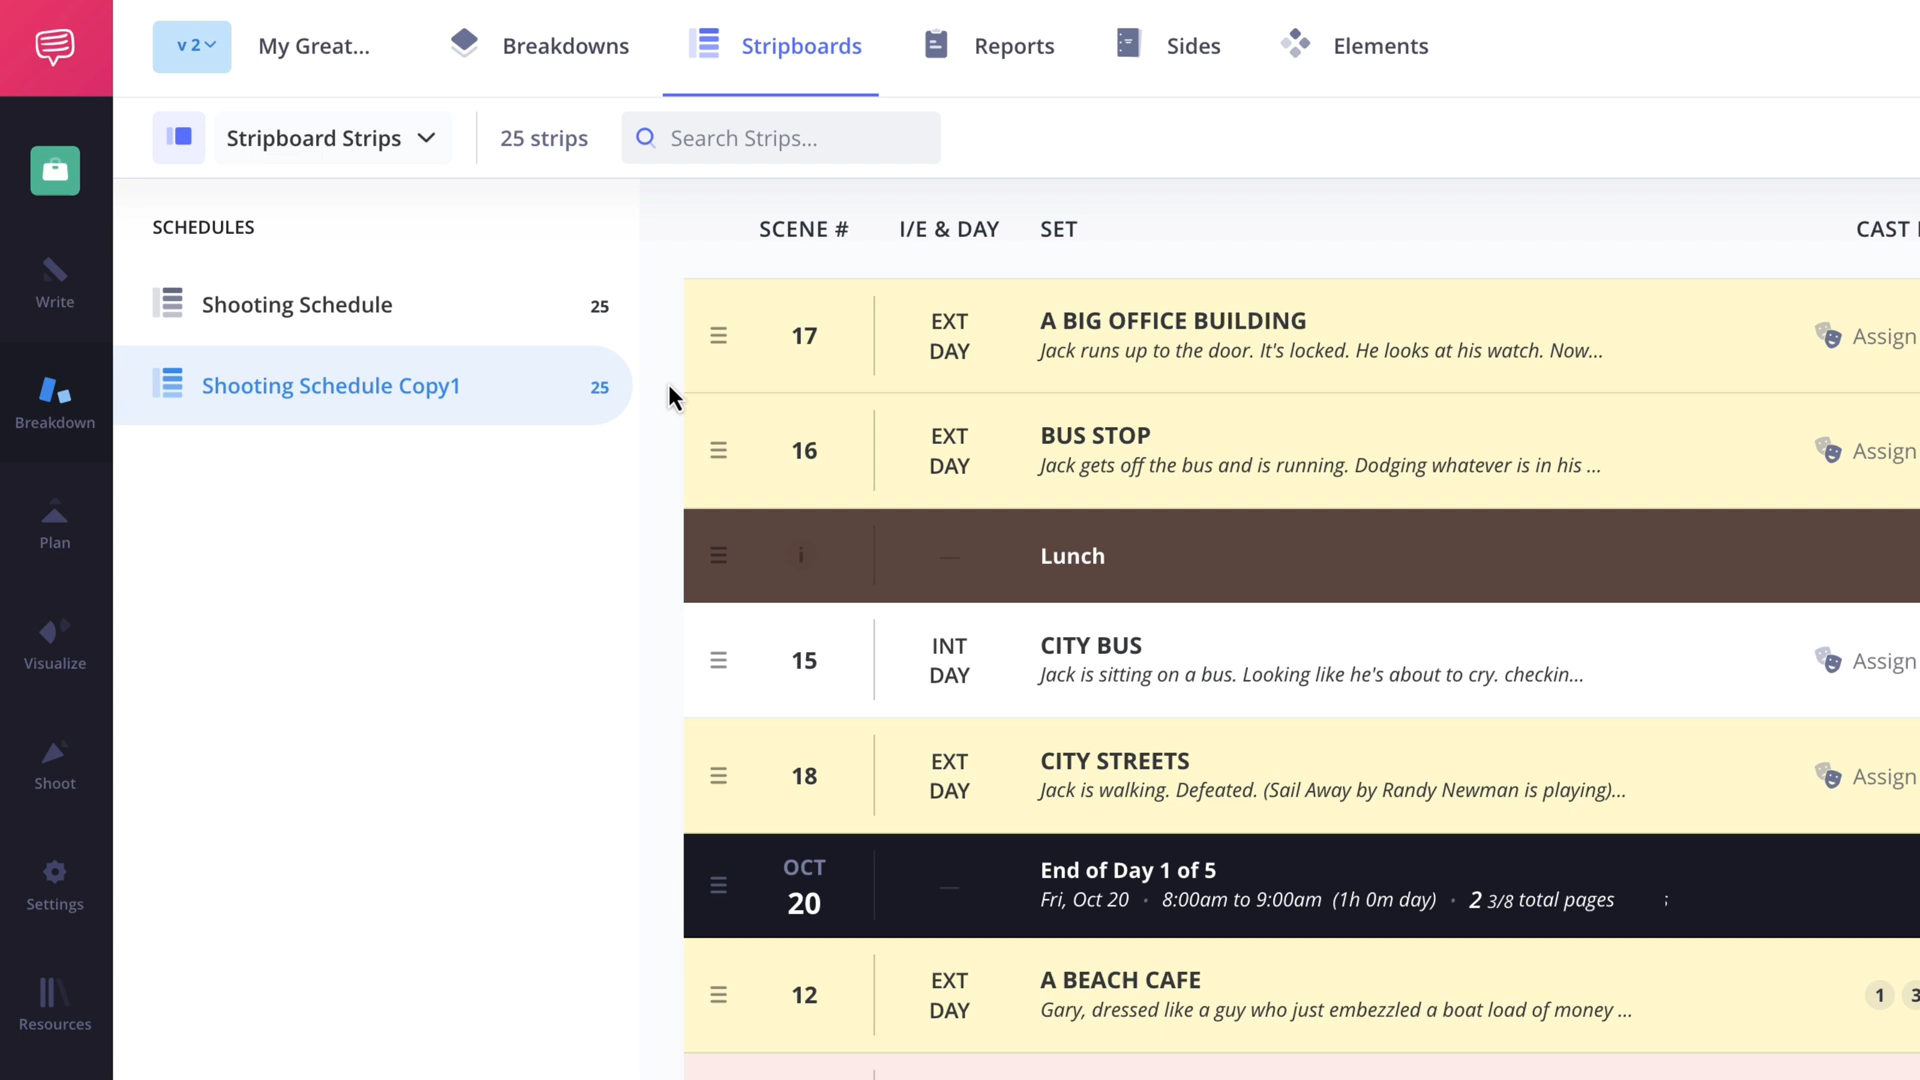 v 2 My Great... Breakdowns Stripboards Reports Sides Elements
Stripboard Strips 25 strips Search Strips...
SCHEDULES
Shooting Schedule 25
Shooting Schedule Copy1 25
Write
Breakdown
Plan
Visualize
Shoot
Settings
Resources
SCENE # I/E & DAY SET CAST
17 EXT DAY A BIG OFFICE BUILDING
Jack runs up to the door. It's locked. He looks at his watch. Now...
Assign
16 EXT DAY BUS STOP
Jack gets off the bus and is running. Dodging whatever is in his ...
Assign
i — Lunch
15 INT DAY CITY BUS
Jack is sitting on a bus. Looking like he's about to cry. checkin...
Assign
18 EXT DAY CITY STREETS
Jack is walking. Defeated. (Sail Away by Randy Newman is playing)...
Assign
OCT 20 — End of Day 1 of 5
Fri, Oct 20 • 8:00am to 9:00am (1h 0m day) • 2 3/8 total pages
12 EXT DAY A BEACH CAFE
Gary, dressed like a guy who just embezzled a boat load of money ...
1 3